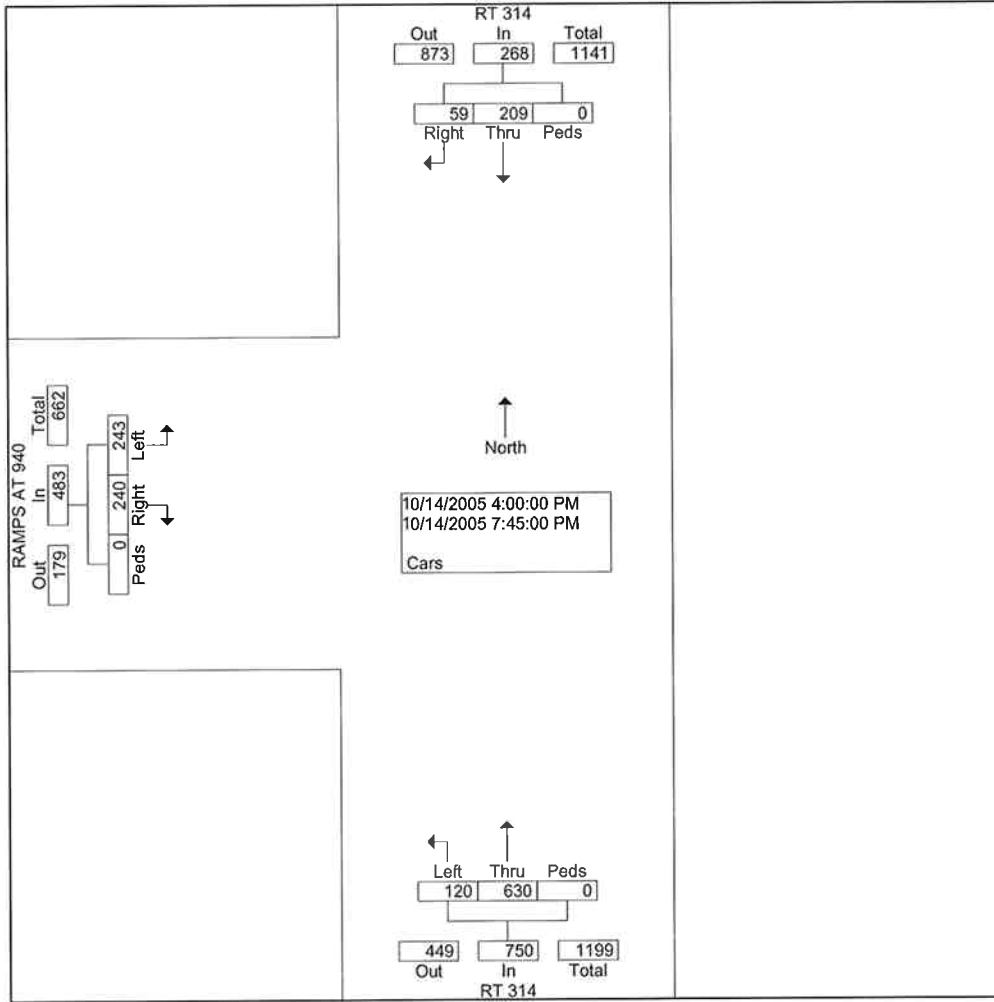 RT 314
Out In Total
873 268 1141
59 209 0
Right Thru Peds
RAMPS AT 940
Out In Total
179 483 662
0 240 243
Peds Right Left
North
10/14/2005 4:00:00 PM
10/14/2005 7:45:00 PM
Cars
Left Thru Peds
120 630 0
449 750 1199
Out In Total
RT 314